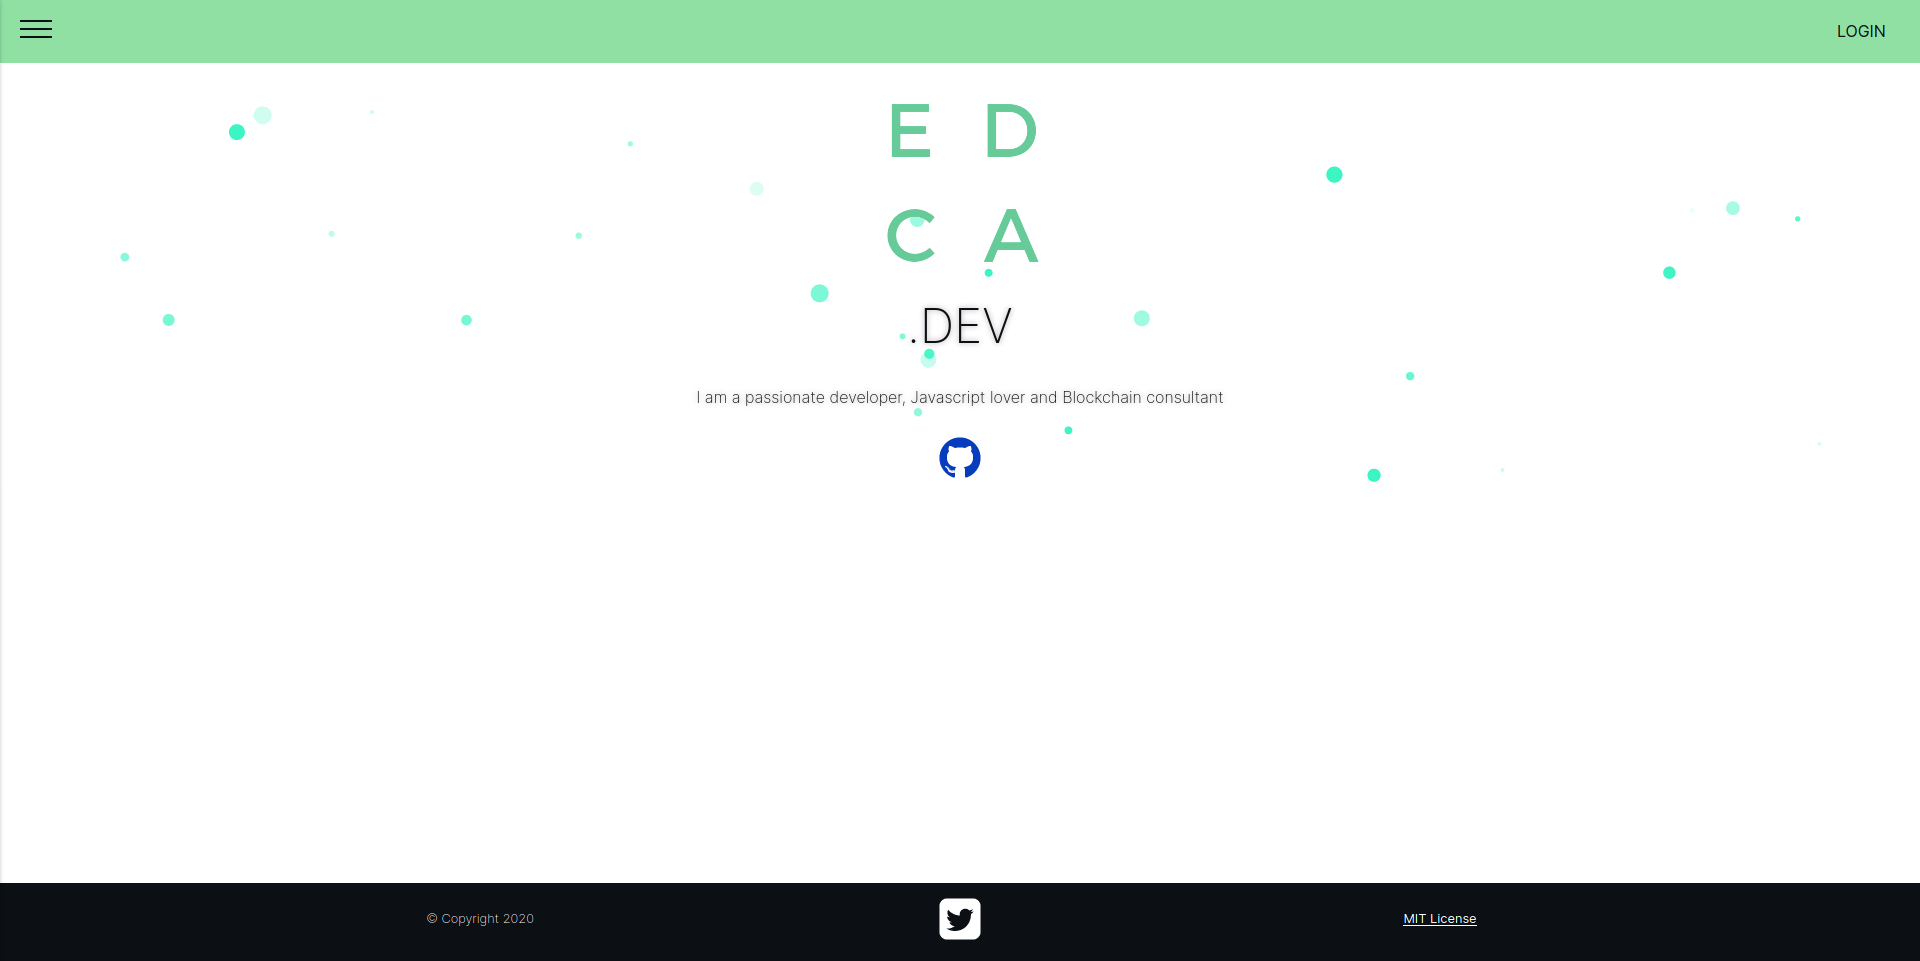 LOGIN
E D
C A
.DEV
I am a passionate developer, Javascript lover and Blockchain consultant
© Copyright 2020
MIT License